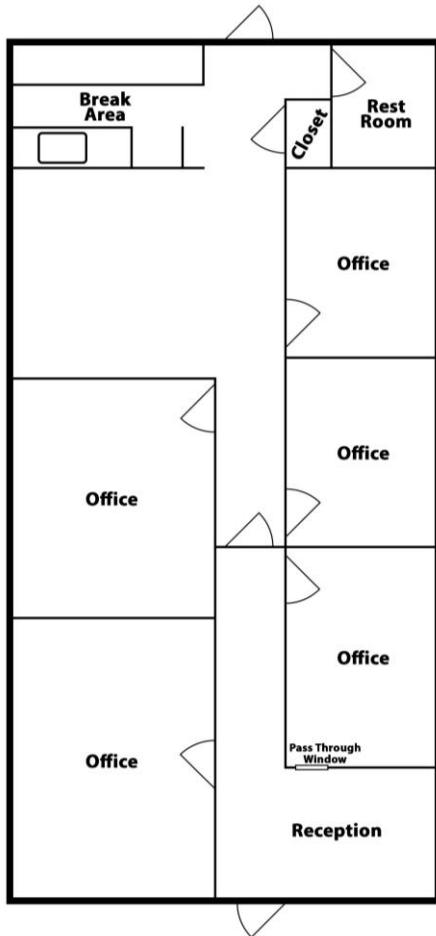 Break
Area
Closet
Rest
Room
Office
Office
Office
Office
Office
Pass Through
Window
Reception